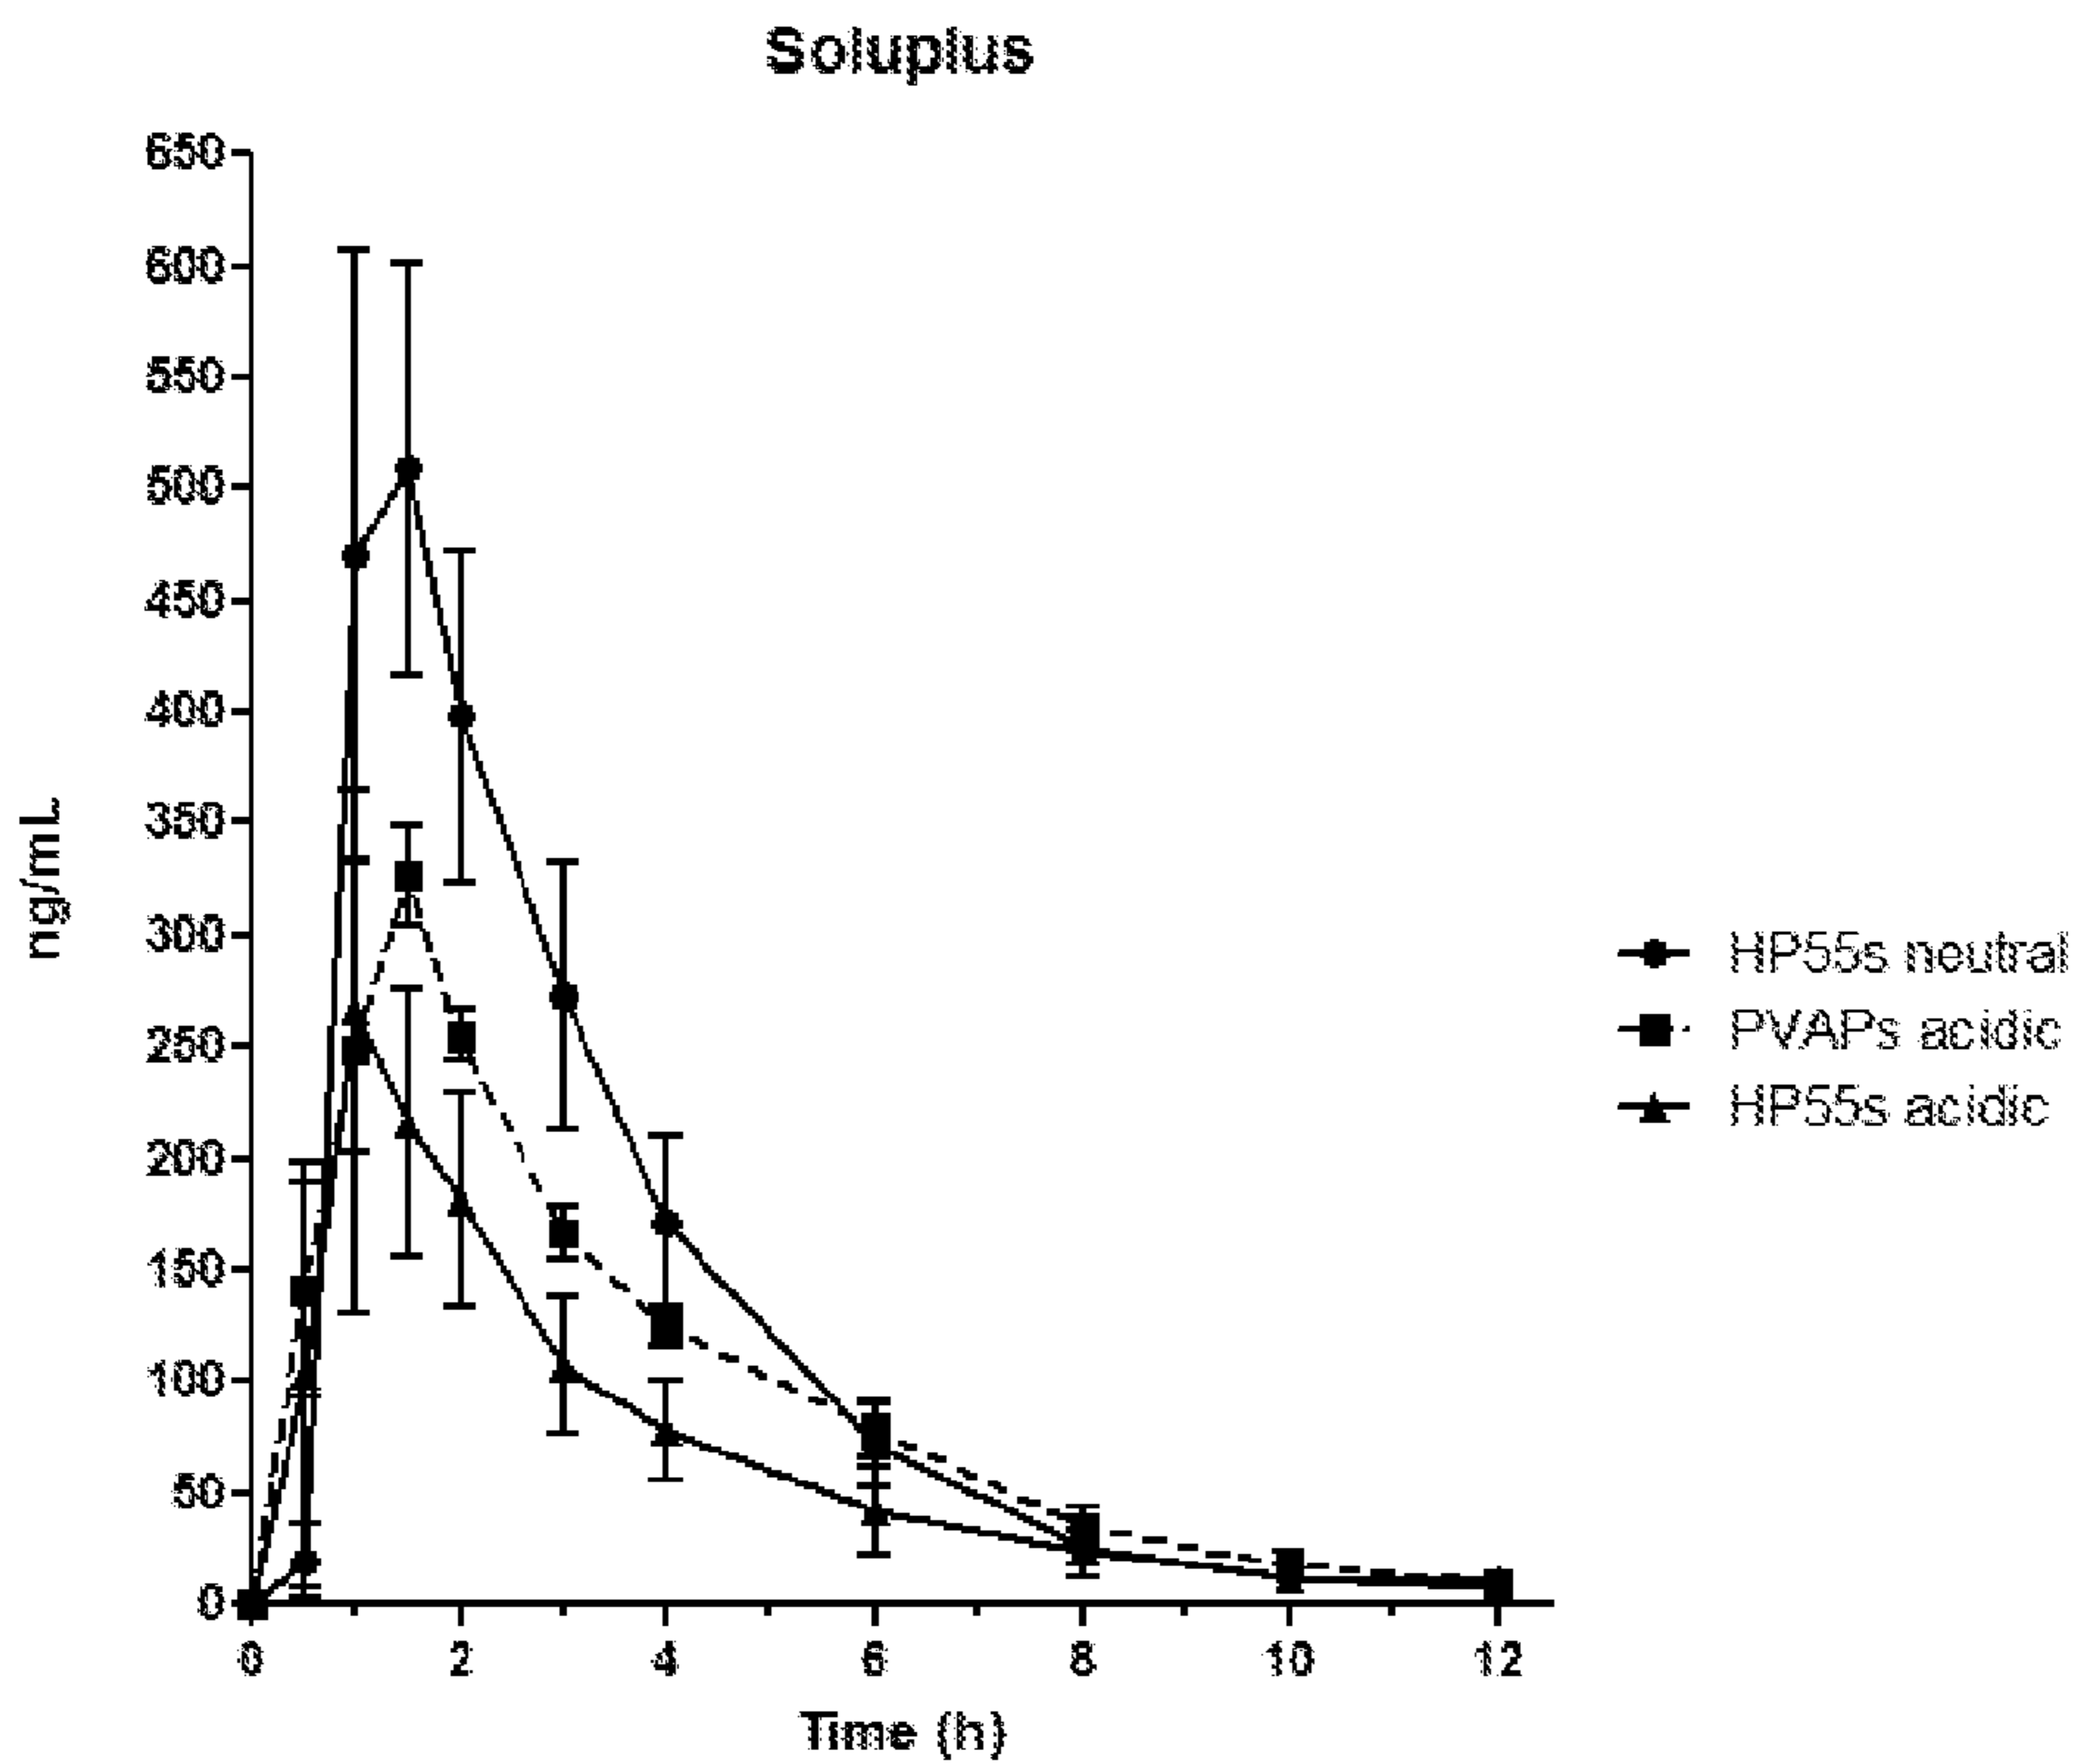 Soluplus
650
600
550
500
450
400
350
300
250
200
150
100
50
0
ng/mL
0 2 4 6 8 10 12
Time (h)
HP55s neutral
PVAPs acidic
HP55s acidic